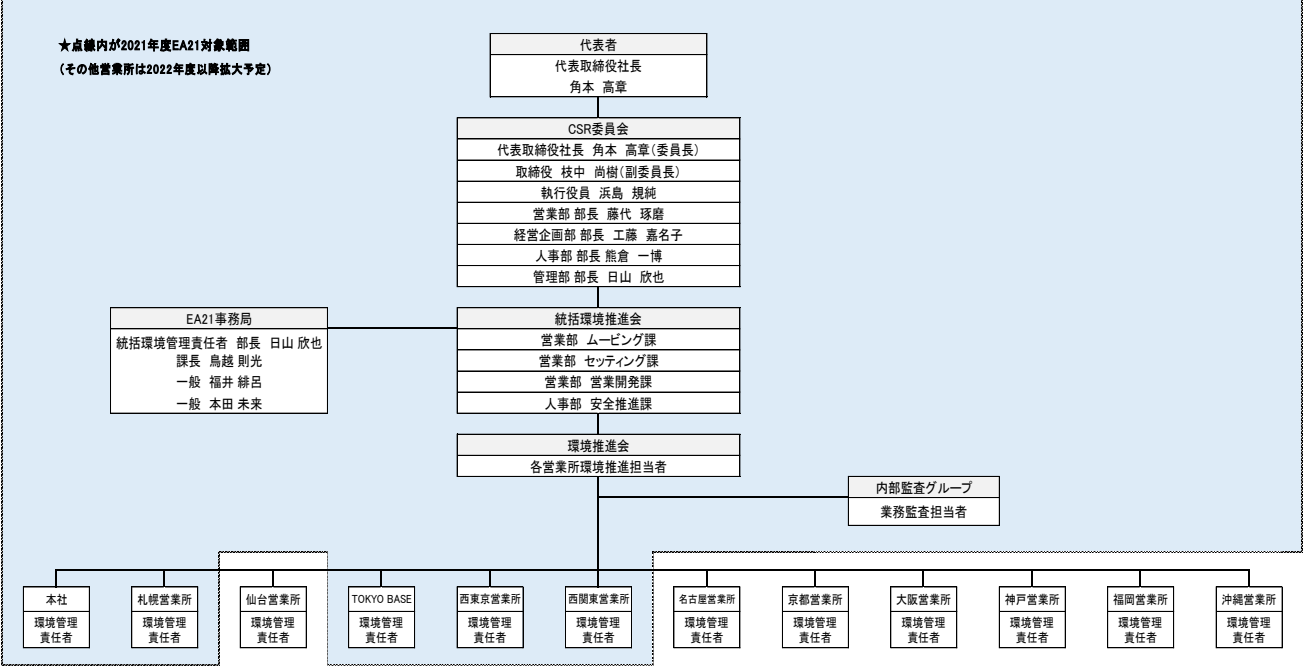 ★点線内が2021年度EA21対象範囲
(その他営業所は2022年度以降拡大予定)
代表者
代表取締役社長
角本 高章
CSR委員会
代表取締役社長 角本 高章(委員長)
取締役 枝中 尚樹(副委員長)
執行役員 浜島 規純
営業部 部長 藤代 琢磨
経営企画部 部長 工藤 嘉名子
人事部 部長 熊倉 一博
管理部 部長 日山 欣也
EA21事務局
統括環境管理責任者 部長 日山 欣也
課長 鳥越 則光
一般 福井 緋呂
一般 本田 未来
統括環境推進会
営業部 ムービング課
営業部 セッティング課
営業部 営業開発課
人事部 安全推進課
環境推進会
各営業所環境推進担当者
内部監査グループ
業務監査担当者
本社
環境管理
責任者
札幌営業所
環境管理
責任者
仙台営業所
環境管理
責任者
TOKYO BASE
環境管理
責任者
西東京営業所
環境管理
責任者
西関東営業所
環境管理
責任者
名古屋営業所
環境管理
責任者
京都営業所
環境管理
責任者
大阪営業所
環境管理
責任者
神戸営業所
環境管理
責任者
福岡営業所
環境管理
責任者
沖縄営業所
環境管理
責任者